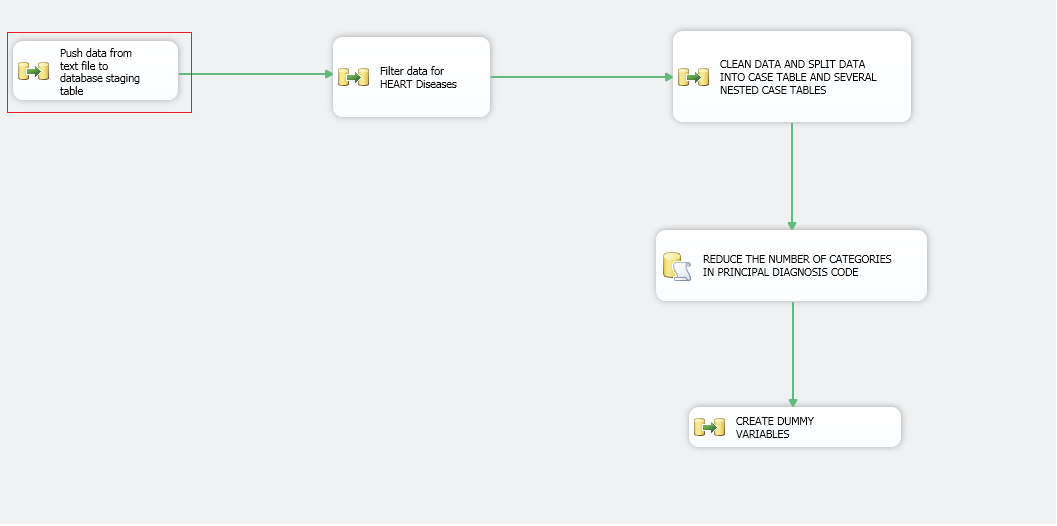 Push data from
text file to
database staging
table
Filter data for
HEART Diseases
CLEAN DATA AND SPLIT DATA
INTO CASE TABLE AND SEVERAL
NESTED CASE TABLES
REDUCE THE NUMBER OF CATEGORIES
IN PRINCIPAL DIAGNOSIS CODE
CREATE DUMMY
VARIABLES